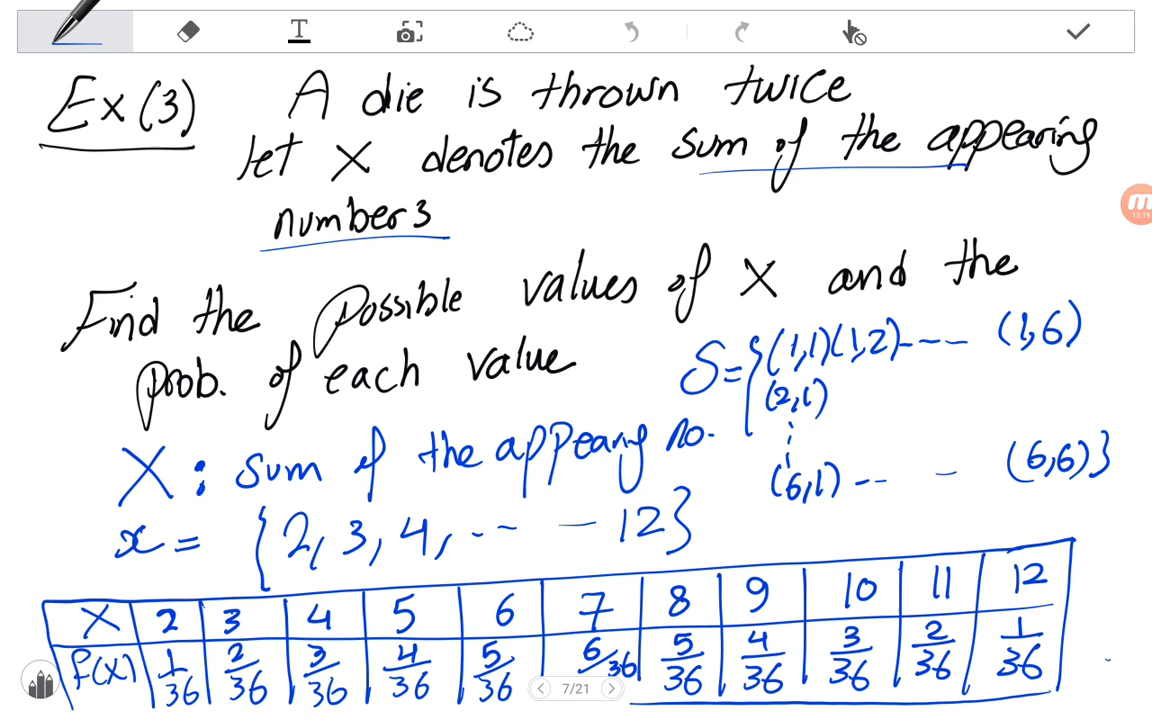 T
Ex(3) A die is thrown twice
let X denotes the sum of the appearing
numbers
13:19
Find the possible values of X and the
prob. of each value
S={(1,1)(1,2)---- (1,6)
(2,1)
(6,1)-- - (6,6)}
X: sum of the appearing no.
x = {2, 3, 4, -- - 12}
X 2 3 4 5 6 7 8 9 10 11 12
f(X) 1/36 2/36 3/36 4/36 5/36 6/36 5/36 4/36 3/36 2/36 1/36
7/21